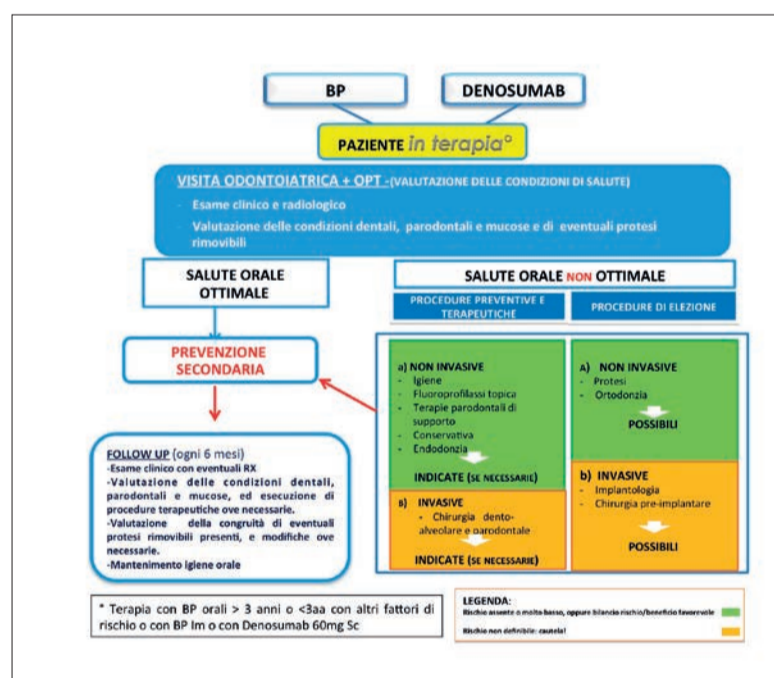 BP
DENOSUMAB
PAZIENTE in terapia°
VISITA ODONTOIATRICA + OPT -(VALUTAZIONE DELLE CONDIZIONI DI SALUTE)
- Esame clinico e radiologico
- Valutazione delle condizioni dentali, parodontali e mucose e di eventuali protesi
rimovibili
SALUTE ORALE
OTTIMALE
PREVENZIONE
SECONDARIA
FOLLOW UP (ogni 6 mesi)
-Esame clinico con eventuali RX
-Valutazione delle condizioni dentali,
parodontali e mucose, ed esecuzione di
procedure terapeutiche ove necessarie.
-Valutazione della congruità di eventuali
protesi rimovibili presenti, e modifiche ove
necessarie.
-Mantenimento igiene orale
SALUTE ORALE NON OTTIMALE
PROCEDURE PREVENTIVE E
TERAPEUTICHE
a) NON INVASIVE
- Igiene
- Fluoroprofilassi topica
- Terapie parodontali di
supporto
- Conservativa
- Endodonzia
INDICATE (SE NECESSARIE)
B) INVASIVE
- Chirurgia dento-
alveolare e parodontale
INDICATE (SE NECESSARIE)
PROCEDURE DI ELEZIONE
A) NON INVASIVE
- Protesi
- Ortodonzia
POSSIBILI
b) INVASIVE
- Implantologia
- Chirurgia pre-implantare
POSSIBILI
° Terapia con BP orali > 3 anni o <3aa con altri fattori di
rischio o con BP Im o con Denosumab 60mg Sc
LEGENDA:
Rischio assente o molto basso, oppure bilancio rischio/beneficio favorevole
Rischio non definibile: cautela!